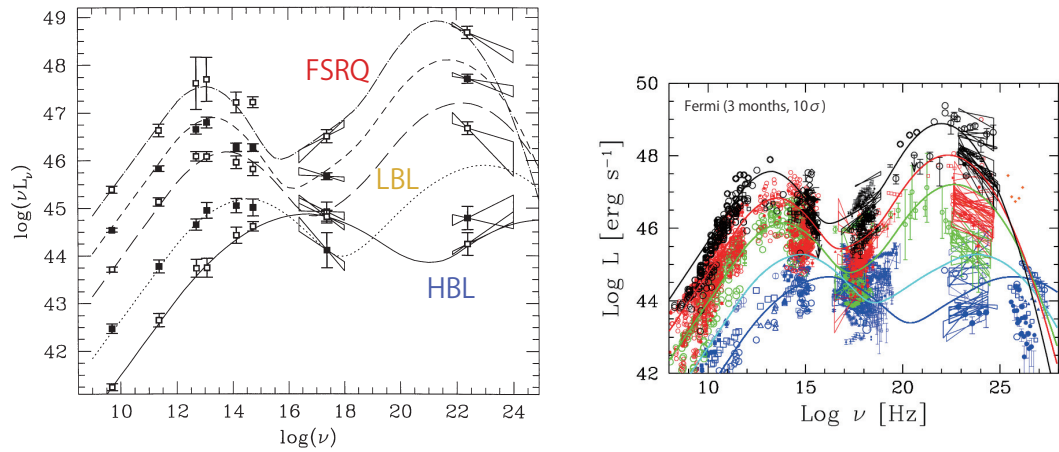 49
48
47
46
45
44
43
42
log(νLν)
10 12 14 16 18 20 22 24
log(ν)
FSRQ
LBL
HBL
50
48
46
44
42
Log L [erg s⁻¹]
Fermi (3 months, 10σ)
10 15 20 25
Log ν [Hz]